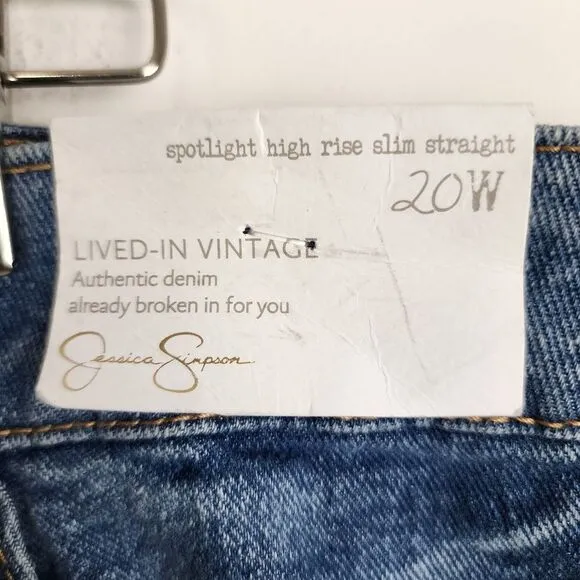 spotlight high rise slim straight
20W
LIVED-IN VINTAGE
Authentic denim
already broken in for you
Jessica Simpson